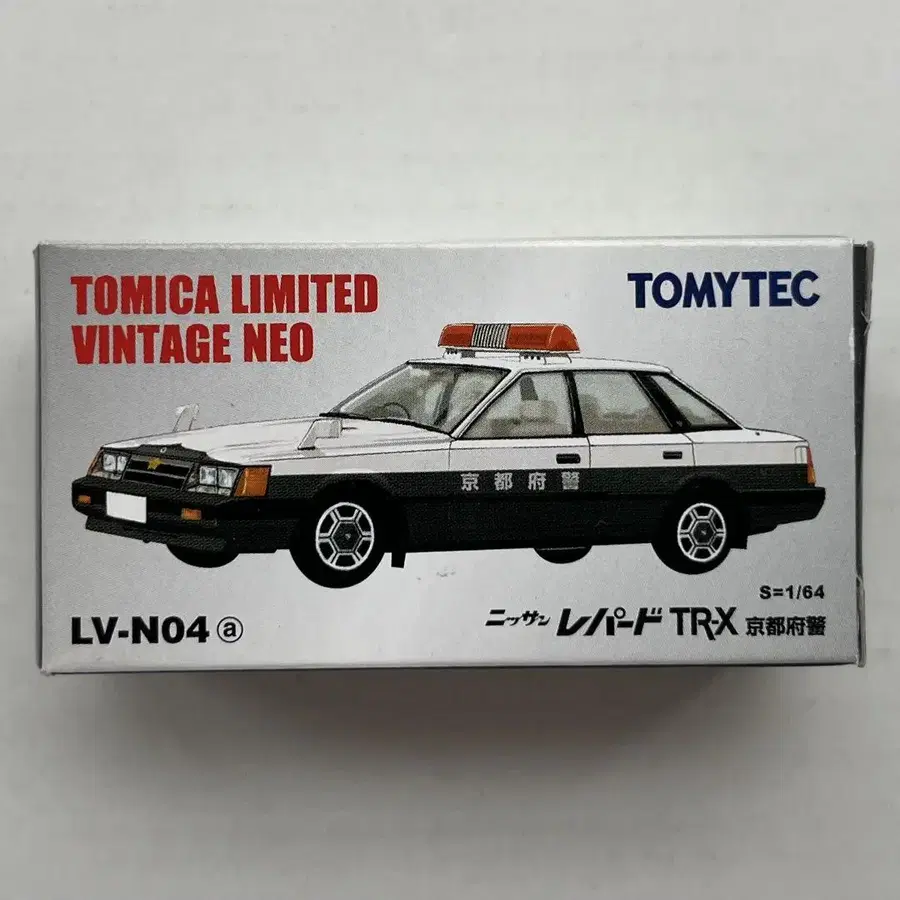 TOMICA LIMITED
VINTAGE NEO
TOMYTEC
京都府警
S=1/64
LV-N04 ⓐ
ニッサン レパード TR-X 京都府警